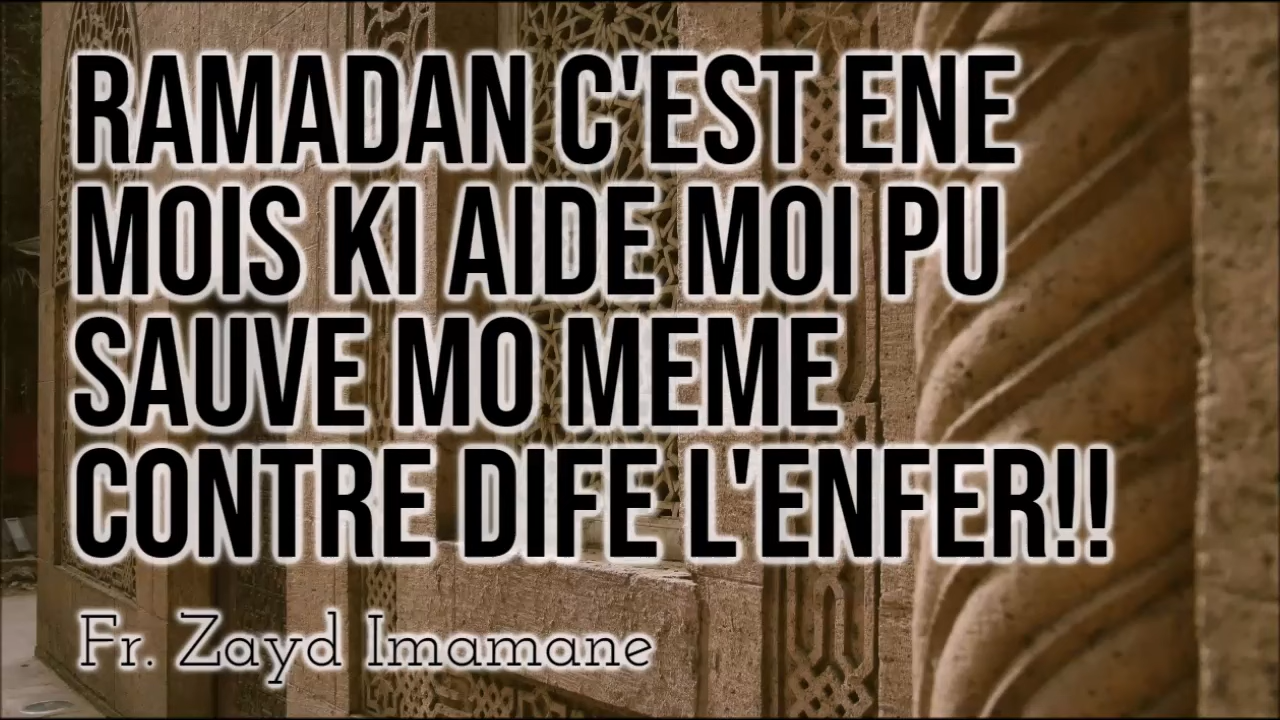 RAMADAN C'EST ENE
MOIS KI AIDE MOI PU
SAUVE MO MEME
CONTRE DIFE L'ENFER!!
Fr. Zayd Imamane